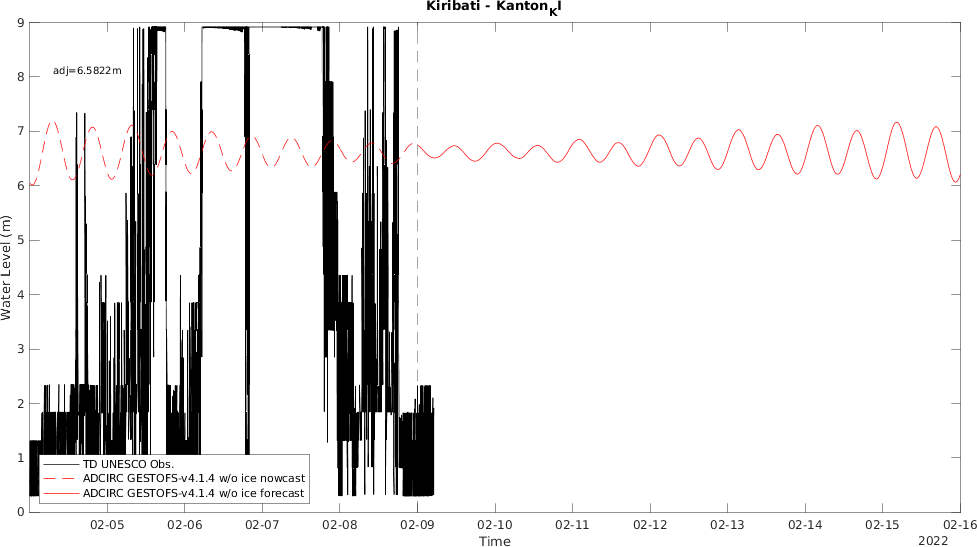 Kiribati - Kanton_KI
adj=6.5822m
Water Level (m)
9
8
7
6
5
4
3
2
1
0
TD UNESCO Obs.
ADCIRC GESTOFS-v4.1.4 w/o ice nowcast
ADCIRC GESTOFS-v4.1.4 w/o ice forecast
02-05 02-06 02-07 02-08 02-09 02-10 02-11 02-12 02-13 02-14 02-15 02-16
Time
2022